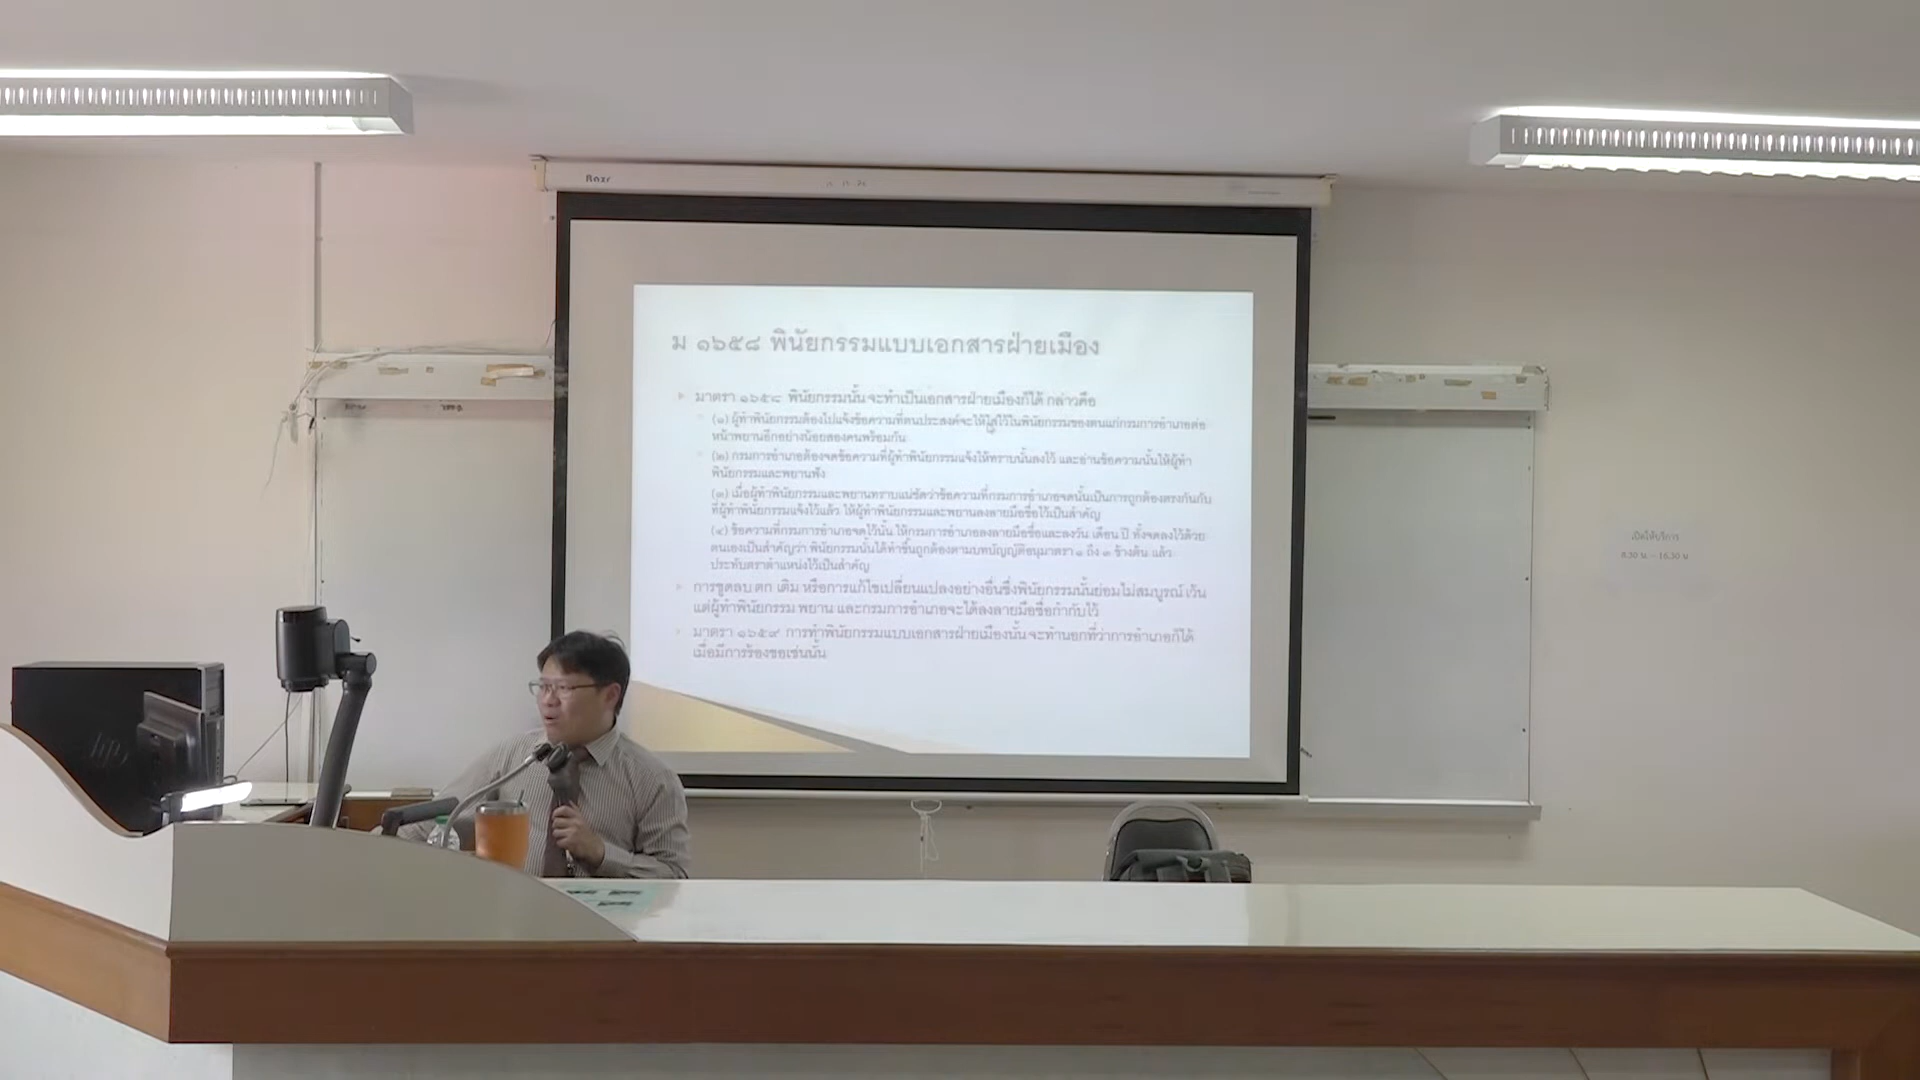 ม ๑๖๕๘ พินัยกรรมแบบเอกสารฝ่ายเมือง
มาตรา ๑๖๕๘ พินัยกรรมนั้น จะทำเป็นเอกสารฝ่ายเมืองก็ได้ กล่าวคือ
(๑) ผู้ทำพินัยกรรมต้องไปแจ้งข้อความที่ตนประสงค์จะให้ใส่ไว้ในพินัยกรรมของตนแก่กรมการอำเภอต่อ
หน้าพยานอีกอย่างน้อยสองคนพร้อมกัน
(๒) กรมการอำเภอต้องจดข้อความที่ผู้ทำพินัยกรรมแจ้งให้ทราบนั้นลงไว้ และอ่านข้อความนั้นให้ผู้ทำ
พินัยกรรมและพยานฟัง
(๓) เมื่อผู้ทำพินัยกรรมและพยานทราบแน่ชัดว่าข้อความที่กรมการอำเภอจดนั้นเป็นการถูกต้องตรงกันกับ
ที่ผู้ทำพินัยกรรมแจ้งไว้แล้ว ให้ผู้ทำพินัยกรรมและพยานลงลายมือชื่อไว้เป็นสำคัญ
(๔) ข้อความที่กรมการอำเภอจดไว้นั้น ให้กรมการอำเภอลงลายมือชื่อและลงวัน เดือน ปี ทั้งจดลงไว้ด้วย
ตนเองเป็นสำคัญว่า พินัยกรรมนั้นได้ทำขึ้นถูกต้องตามบทบัญญัติอนุมาตรา ๑ ถึง ๓ ข้างต้น แล้ว
ประทับตราตำแหน่งไว้เป็นสำคัญ
การขูดลบ ตก เติม หรือการแก้ไขเปลี่ยนแปลงอย่างอื่นซึ่งพินัยกรรมนั้นย่อมไม่สมบูรณ์ เว้น
แต่ผู้ทำพินัยกรรม พยาน และกรมการอำเภอจะได้ลงลายมือชื่อกำกับไว้
มาตรา ๑๖๕๙ การทำพินัยกรรมแบบเอกสารฝ่ายเมืองนั้น จะทำนอกที่ว่าการอำเภอก็ได้
เมื่อมีการร้องขอเช่นนั้น
เปิดให้บริการ
8.30 น. – 16.30 น
hp